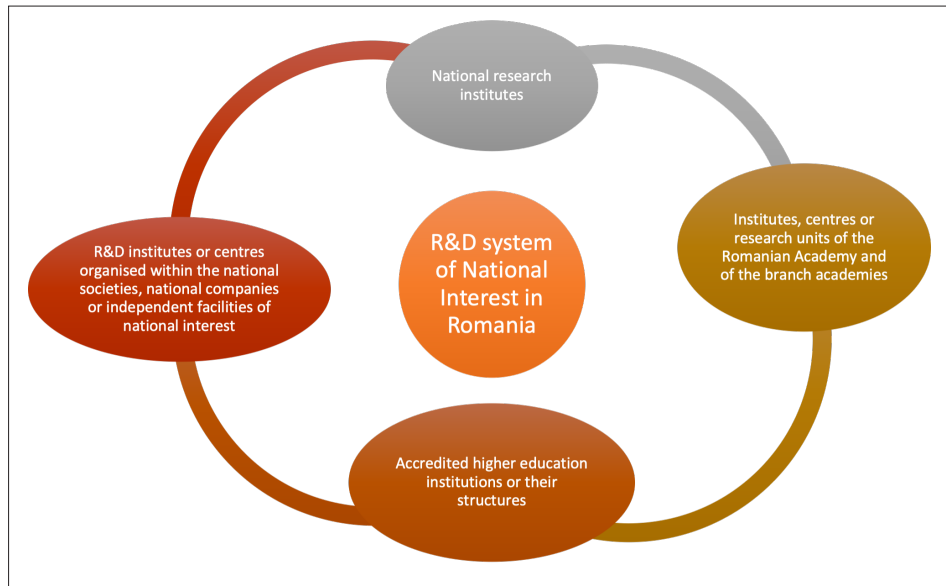 National research
institutes
Institutes, centres or
research units of the
Romanian Academy and
of the branch academies
R&D system
of National
Interest in
Romania
R&D institutes or centres
organised within the national
societies, national companies
or independent facilities of
national interest
Accredited higher education
institutions or their
structures